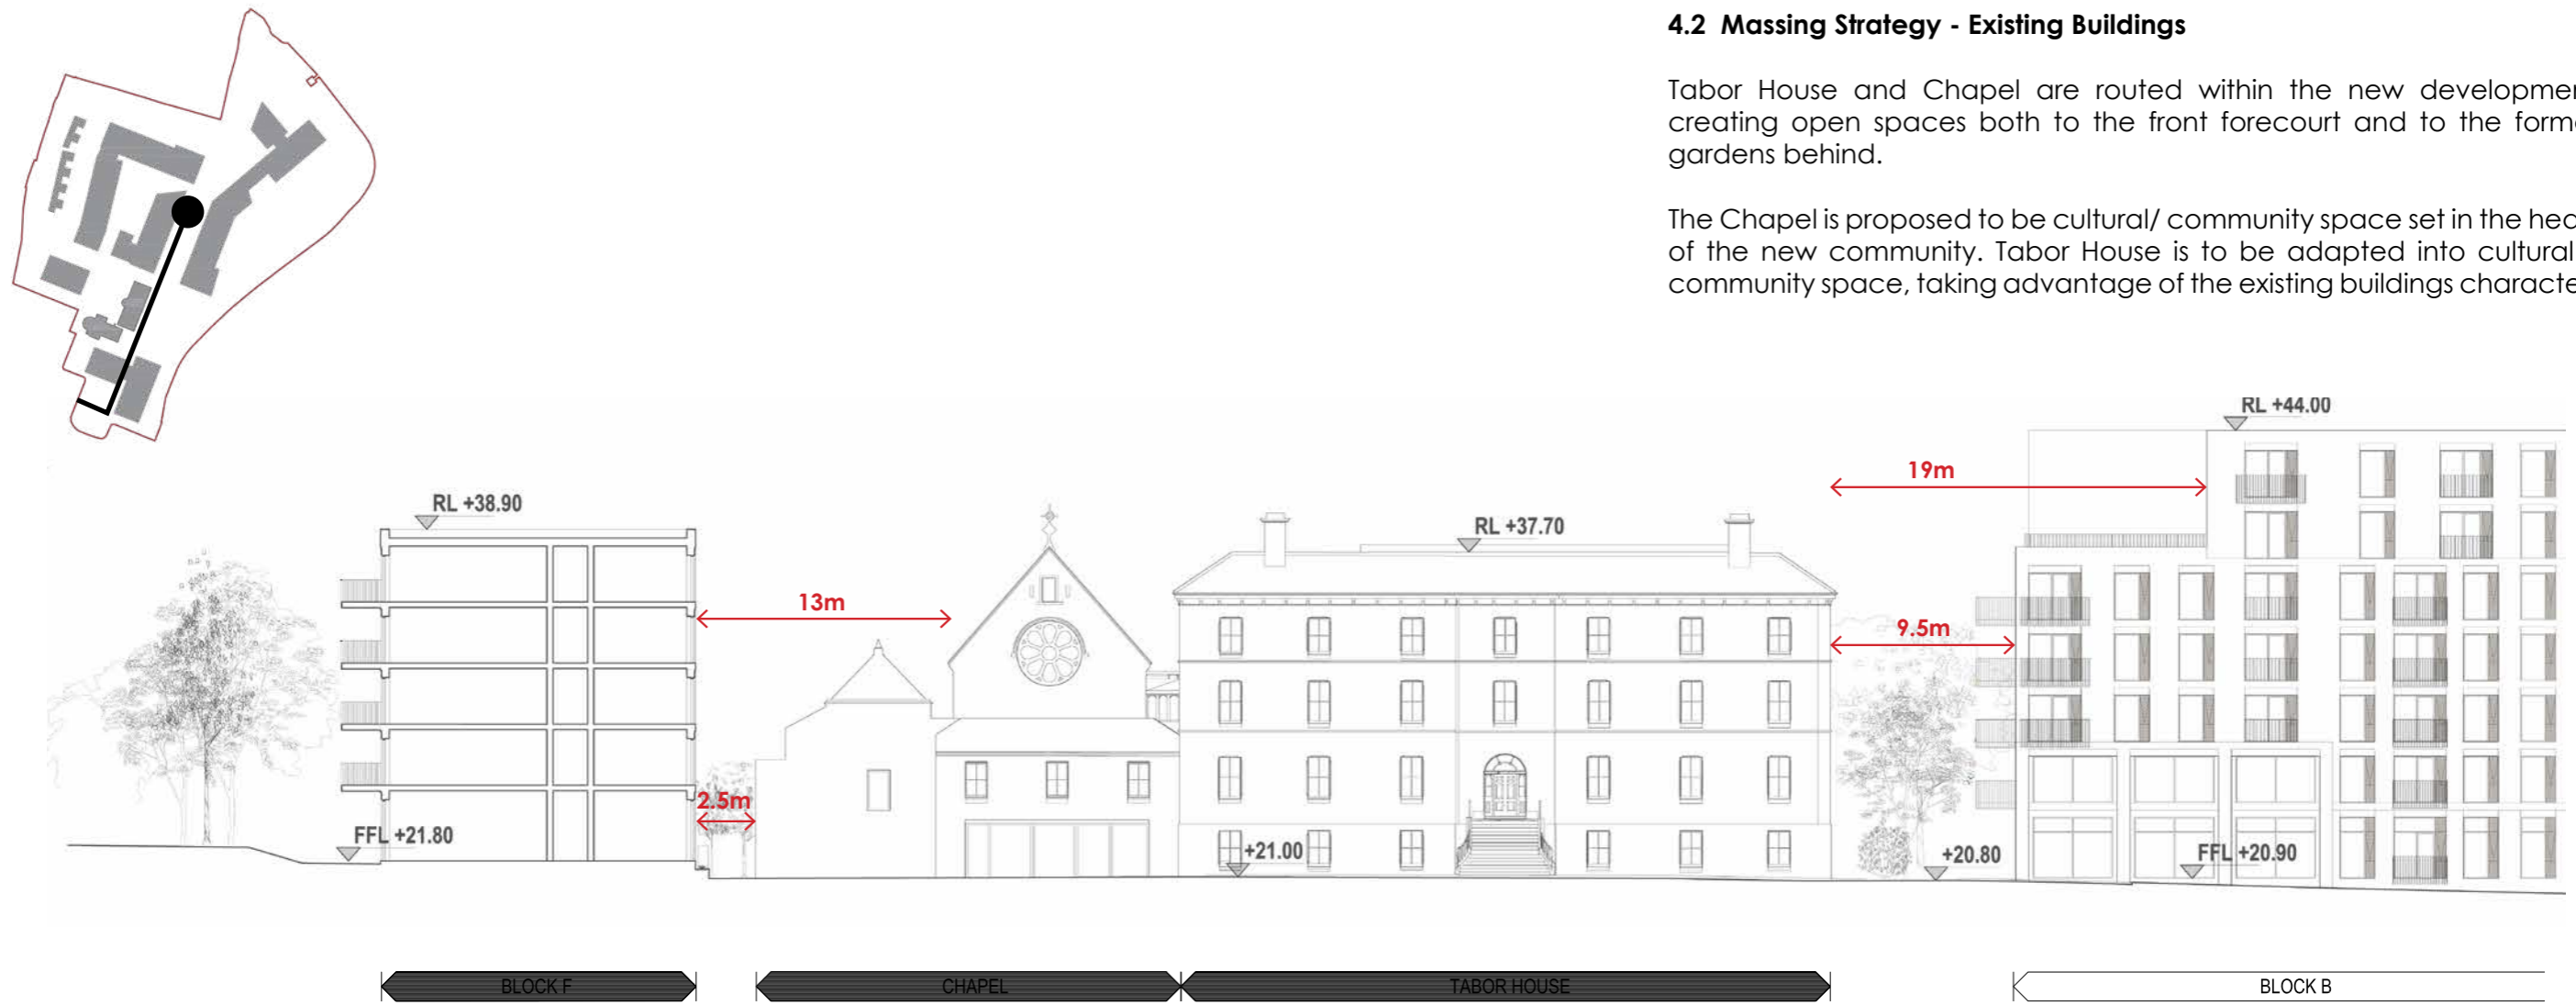 4.2 Massing Strategy - Existing Buildings
Tabor House and Chapel are routed within the new
creating open spaces both to the front forecourt and to the
gardens behind.
The Chapel is proposed to be cultural/ community space set in the
of the new community. Tabor House is to be adapted into cultural
community space, taking advantage of the existing buildings
RL +44.00
19m
RL +38.90
RL +37.70
13m
9.5m
2.5m
FFL +21.80
+21.00
+20.80
FFL +20.90
BLOCK F
CHAPEL
TABOR HOUSE
BLOCK B